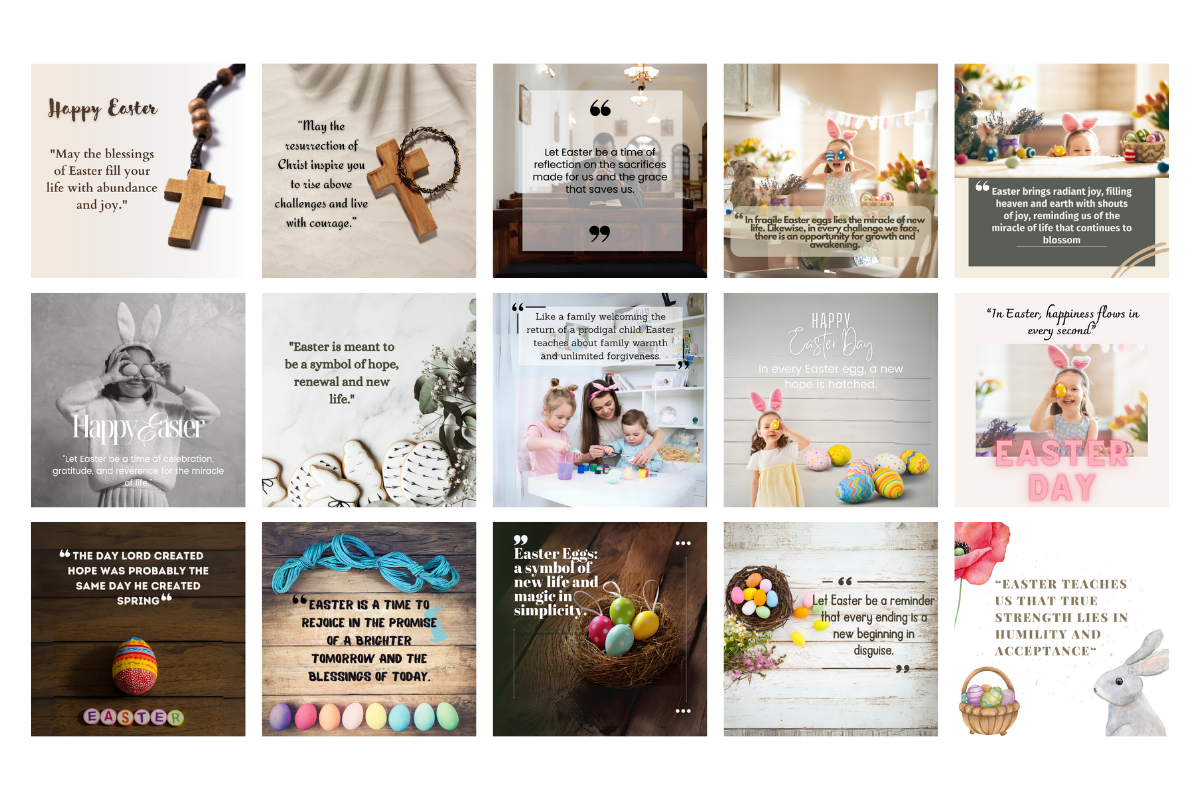 Happy Easter
"May the blessings
of Easter fill your
life with abundance
and joy."
“May the
resurrection of
Christ inspire you
to rise above
challenges and live
with courage.”
“
Let Easter be a time of
reflection on the sacrifices
made for us and the grace
that saves us.
”
“In fragile Easter eggs lies the miracle of new
life. Likewise, in every challenge we face,
there is an opportunity for growth and
awakening.
“Easter brings radiant joy, filling
heaven and earth with shouts
of joy, reminding us of the
miracle of life that continues to
blossom
Happy Easter
"Let Easter be a time of celebration,
gratitude, and reverence for the miracle
of life."
"Easter is meant to
be a symbol of hope,
renewal and new
life."
“
Like a family welcoming the
return of a prodigal child, Easter
teaches about family warmth
and unlimited forgiveness.
”
HAPPY
Easter Day
In every Easter egg, a new
hope is hatched.
“In Easter, happiness flows in
every second”
EASTER
DAY
“THE DAY LORD CREATED
HOPE WAS PROBABLY THE
SAME DAY HE CREATED
SPRING“
EASTER
“EASTER IS A TIME TO
REJOICE IN THE PROMISE
OF A BRIGHTER
TOMORROW AND THE
BLESSINGS OF TODAY.
”
Easter Eggs:
a symbol of
new life and
magic in
simplicity.
“
Let Easter be a reminder
that every ending is a
new beginning in
disguise.
”
“EASTER TEACHES
US THAT TRUE
STRENGTH LIES IN
HUMILITY AND
ACCEPTANCE“